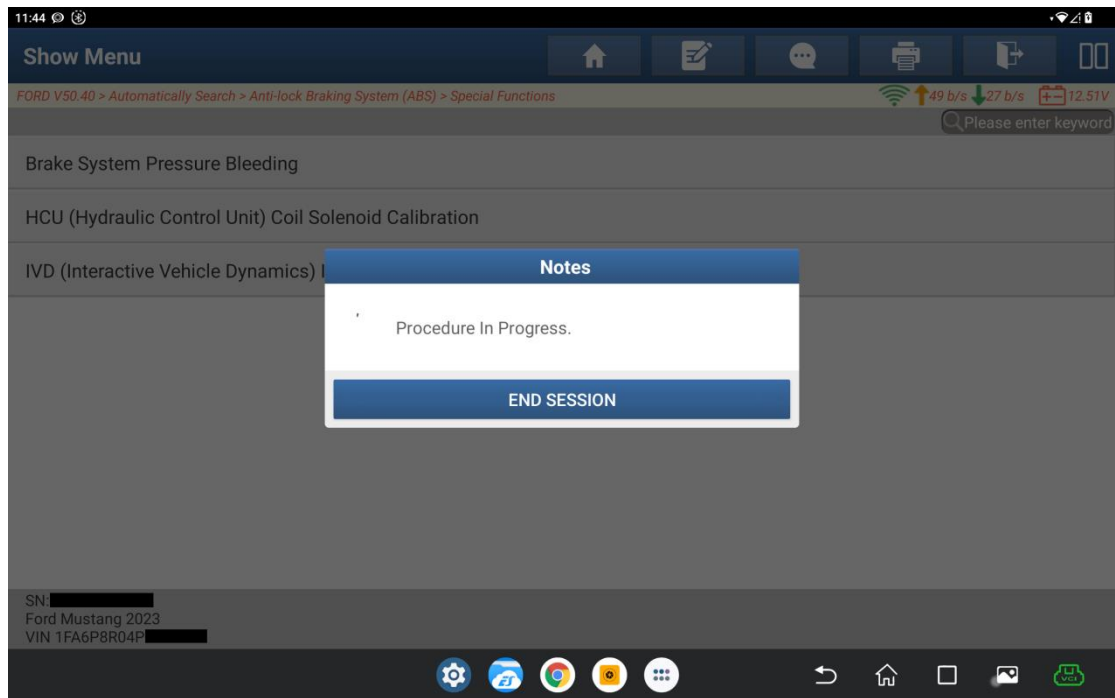 11:44
Show Menu
FORD V50.40 > Automatically Search > Anti-lock Braking System (ABS) > Special Functions
49 b/s 27 b/s 12.51V
Please enter keyword
Brake System Pressure Bleeding
HCU (Hydraulic Control Unit) Coil Solenoid Calibration
IVD (Interactive Vehicle Dynamics) I
Notes
Procedure In Progress.
END SESSION
SN:
Ford Mustang 2023
VIN 1FA6P8R04P
ES
VCI